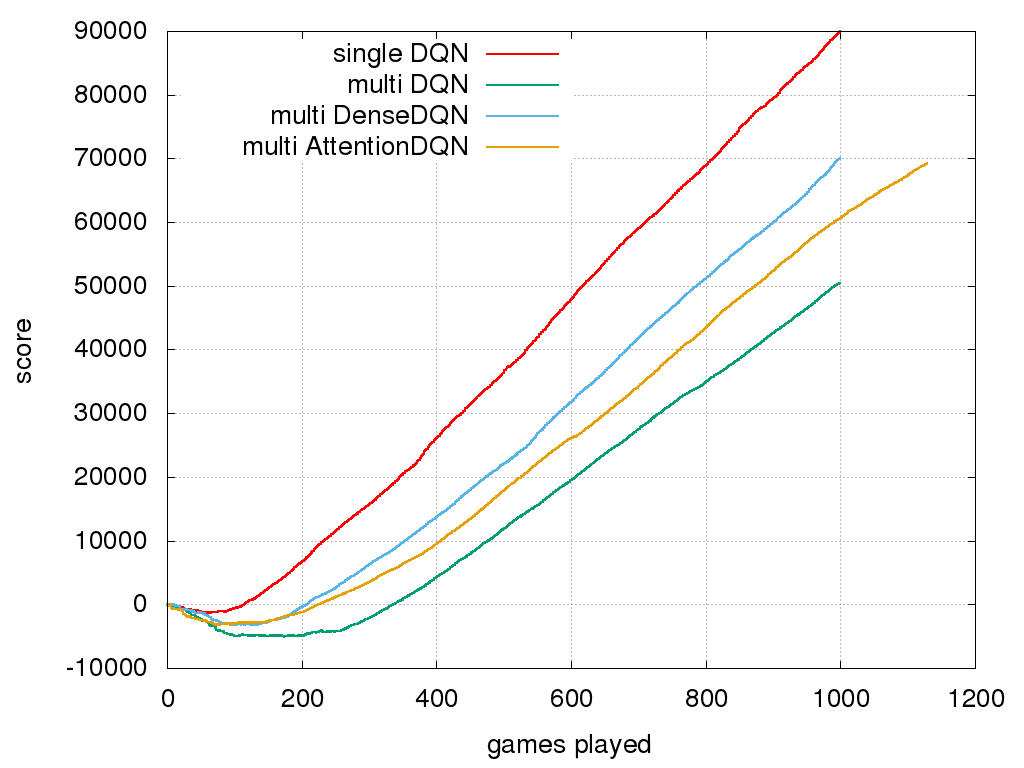 90000
80000
70000
60000
50000
40000
30000
20000
10000
0
-10000
score
single DQN
multi DQN
multi DenseDQN
multi AttentionDQN
0 200 400 600 800 1000 1200
games played